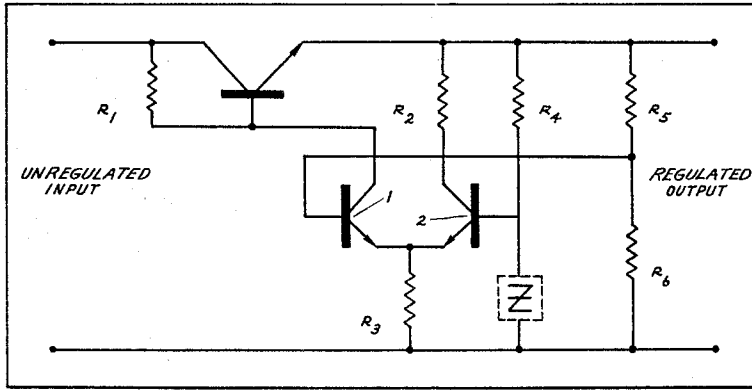 R1
R2
R4
R5
UNREGULATED
INPUT
1
2
REGULATED
OUTPUT
R3
Z
R6